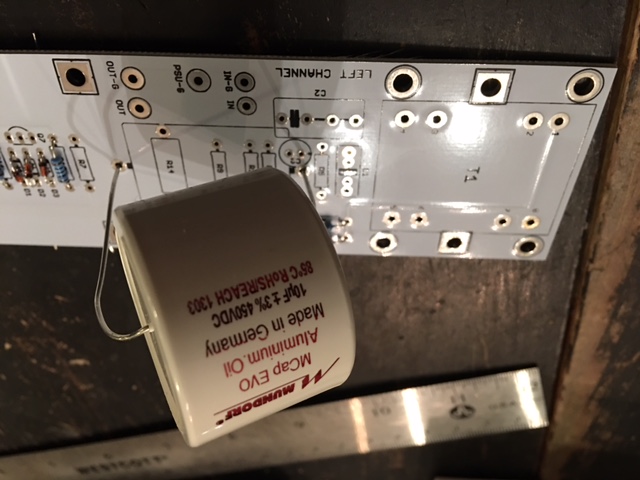 MUNDORF®
MCap EVO
Aluminium.Oil
Made in Germany
10µF ± 3% 450VDC
85°C RoHS/REACH 1303
LEFT CHANNEL
OUT-G
OUT
PSU-G
IN-G
IN
C2
T1
WESTCOTT